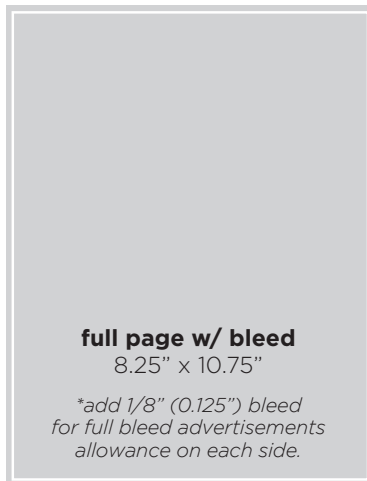 full page w/ bleed
8.25” x 10.75”
*add 1/8” (0.125”) bleed
for full bleed advertisements
allowance on each side.